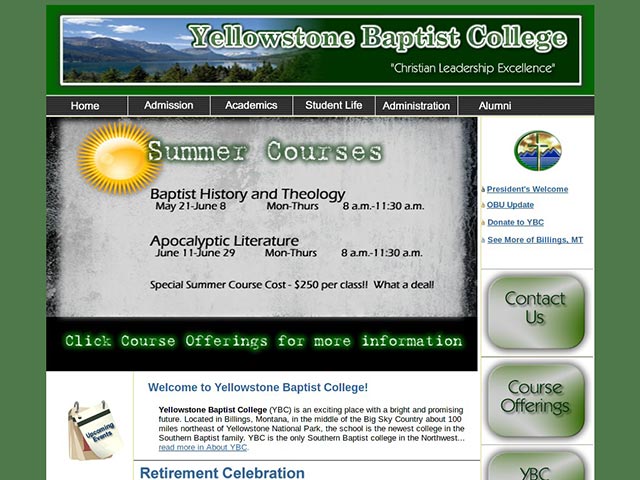 Yellowstone Baptist College
"Christian Leadership Excellence"
Home Admission Academics Student Life Administration Alumni
Summer Courses
Baptist History and Theology
May 21-June 8 Mon-Thurs 8 a.m.-11:30 a.m.
Apocalyptic Literature
June 11-June 29 Mon-Thurs 8 a.m.-11:30 a.m.
Special Summer Course Cost - $250 per class!! What a deal!
Click Course Offerings for more information
President's Welcome
OBU Update
Donate to YBC
See More of Billings, MT
Contact
Us
Course
Offerings
YBC
Upcoming
Events
Welcome to Yellowstone Baptist College!
Yellowstone Baptist College (YBC) is an exciting place with a bright and promising
future. Located in Billings, Montana, in the middle of the Big Sky Country about 100
miles northeast of Yellowstone National Park, the school is the newest college in the
Southern Baptist family. YBC is the only Southern Baptist college in the Northwest...
read more in About YBC.
Retirement Celebration